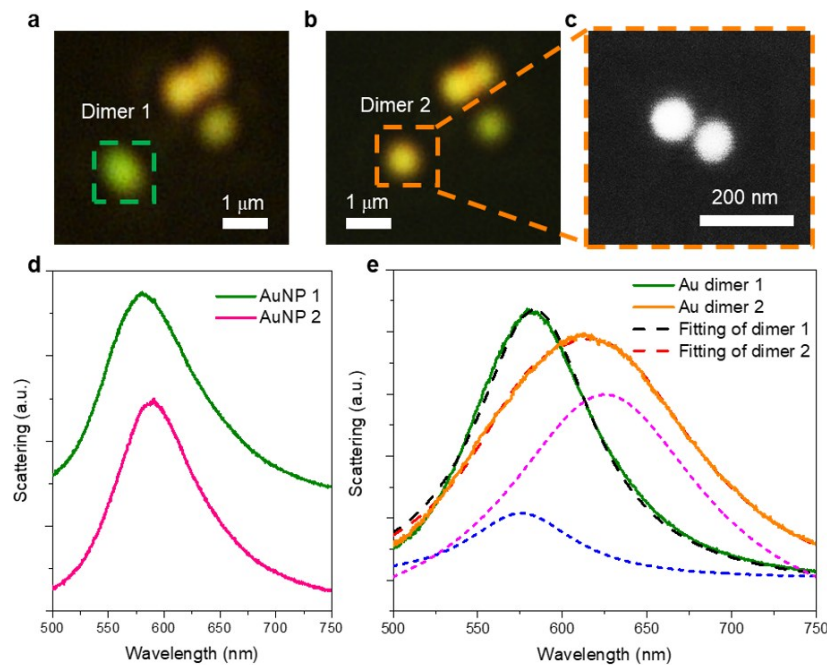 a
Dimer 1
1 μm
b
Dimer 2
1 μm
c
200 nm
d
AuNP 1
AuNP 2
Scattering (a.u.)
500 550 600 650 700 750
Wavelength (nm)
e
Au dimer 1
Au dimer 2
Fitting of dimer 1
Fitting of dimer 2
Scattering (a.u.)
500 550 600 650 700 750
Wavelength (nm)